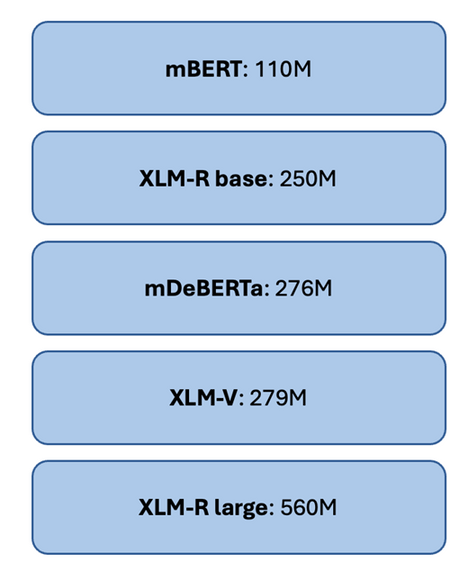 mBERT: 110M
XLM-R base: 250M
mDeBERTa: 276M
XLM-V: 279M
XLM-R large: 560M